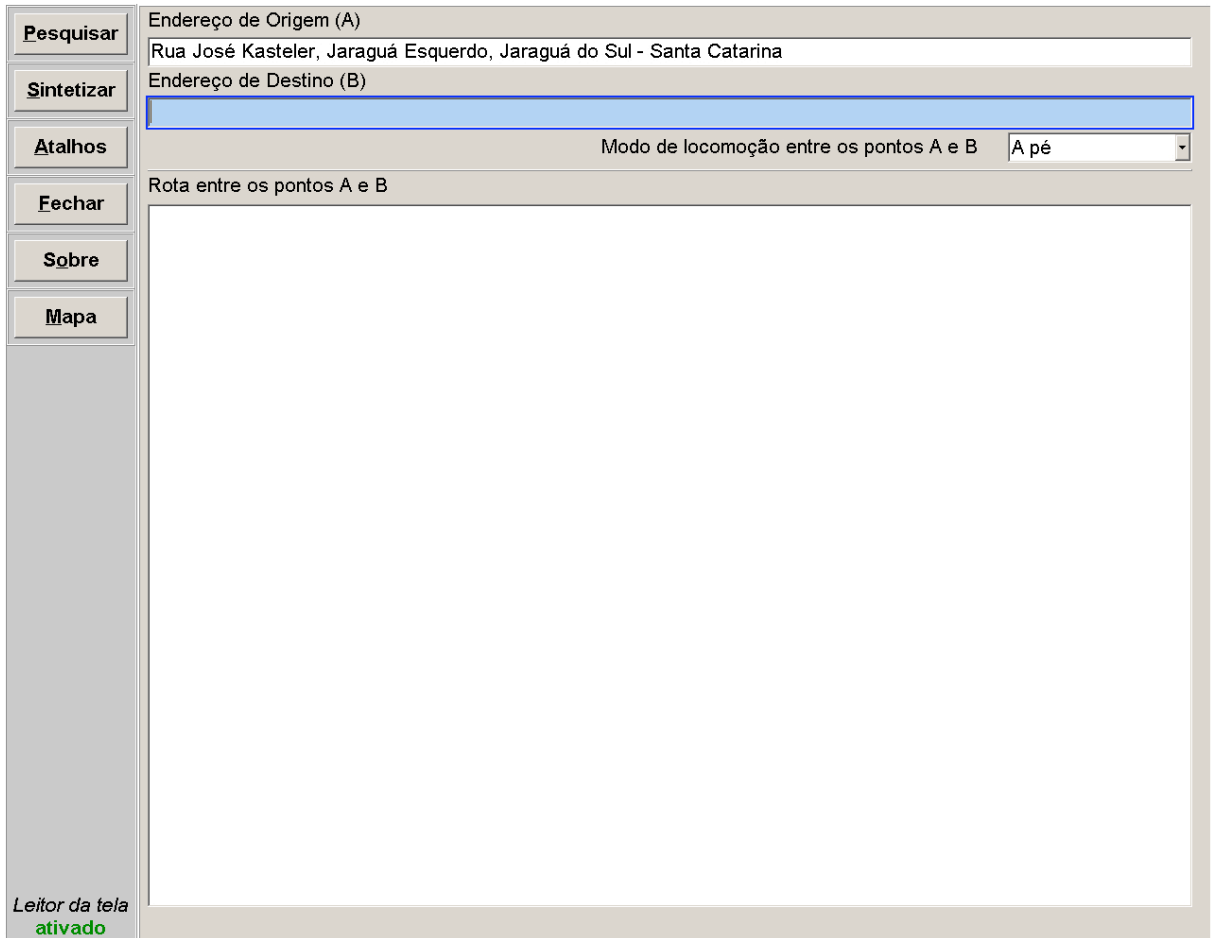 Pesquisar
Sintetizar
Atalhos
Fechar
Sobre
Mapa
Leitor da tela
ativado
Endereço de Origem (A)
Rua José Kasteler, Jaraguá Esquerdo, Jaraguá do Sul - Santa Catarina
Endereço de Destino (B)
Modo de locomoção entre os pontos A e B A pé
Rota entre os pontos A e B